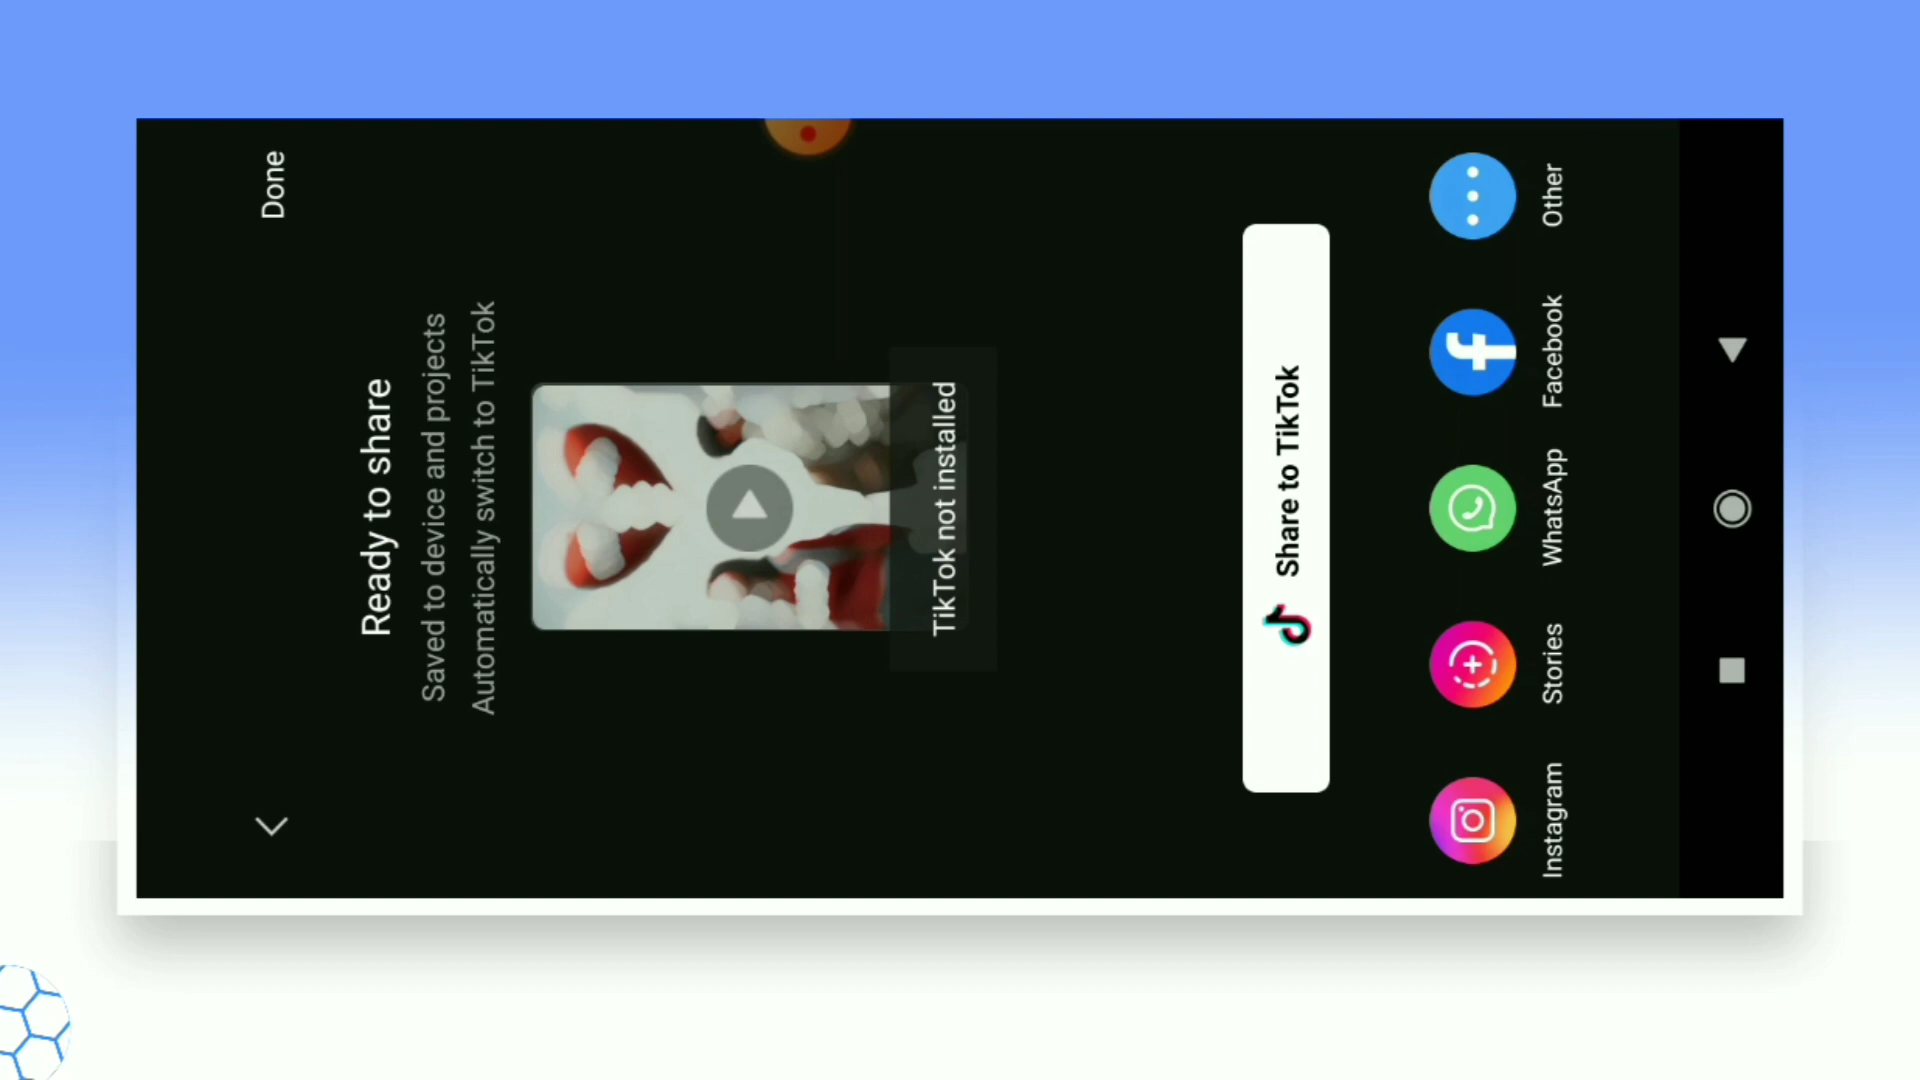 Done
Ready to share
Saved to device and projects
Automatically switch to TikTok
TikTok not installed
Share to TikTok
Instagram
Stories
WhatsApp
Facebook
Other